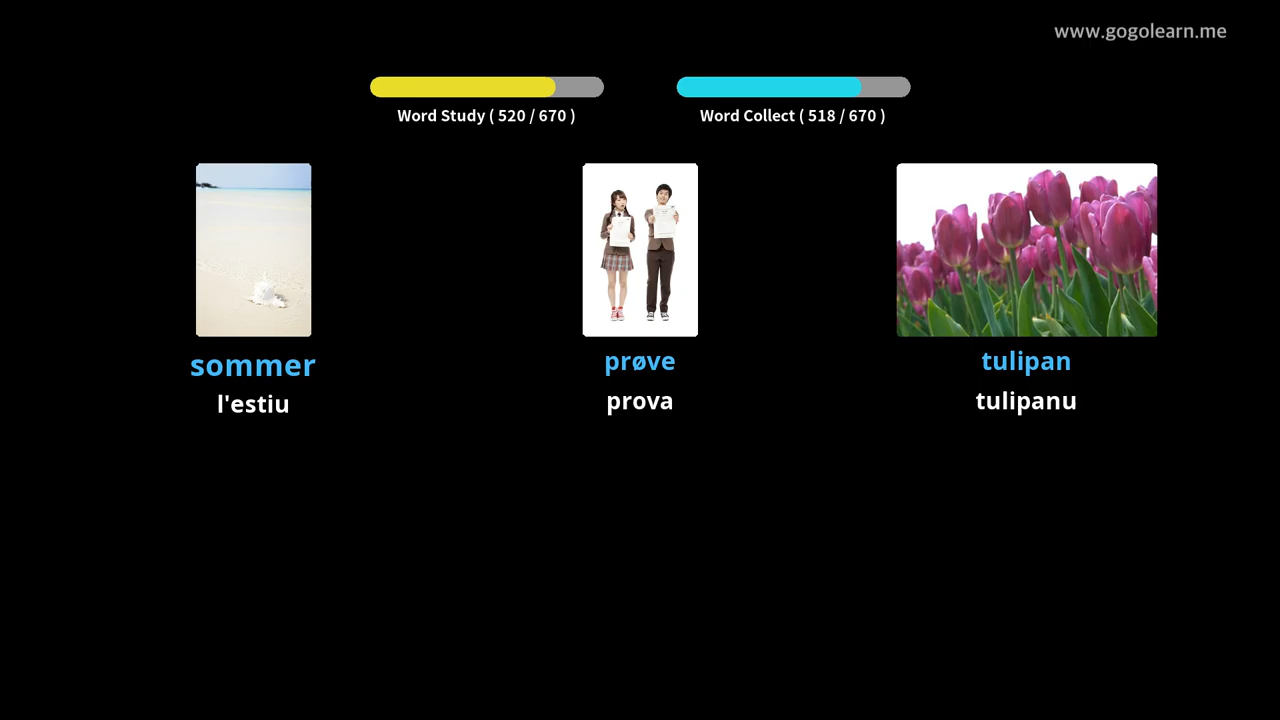 www.gogolearn.me
Word Study ( 520 / 670 )
Word Collect ( 518 / 670 )
sommer
l'estiu
prøve
prova
tulipan
tulipanu